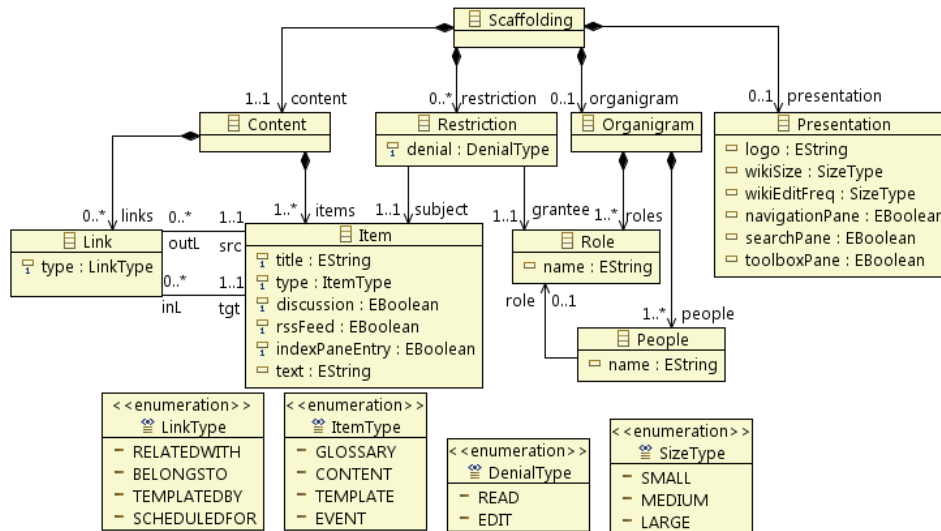 Scaffolding
1..1 content
0..* restriction
0..1 organigram
0..1 presentation
Content
Restriction
denial : DenialType
Organigram
Presentation
logo : EString
wikiSize : SizeType
wikiEditFreq : SizeType
navigationPane : EBoolean
searchPane : EBoolean
toolboxPane : EBoolean
0..* links
1..* items
1..1 subject
1..1 grantee
1..* roles
Link
type : LinkType
0..* 1..1
outL src
0..* 1..1
inL tgt
Item
title : EString
type : ItemType
discussion : EBoolean
rssFeed : EBoolean
indexPaneEntry : EBoolean
text : EString
Role
name : EString
role 0..1
1..* people
People
name : EString
<<enumeration>>
LinkType
RELATEDWITH
BELONGSTO
TEMPLATEDBY
SCHEDULEDFOR
<<enumeration>>
ItemType
GLOSSARY
CONTENT
TEMPLATE
EVENT
<<enumeration>>
DenialType
READ
EDIT
<<enumeration>>
SizeType
SMALL
MEDIUM
LARGE